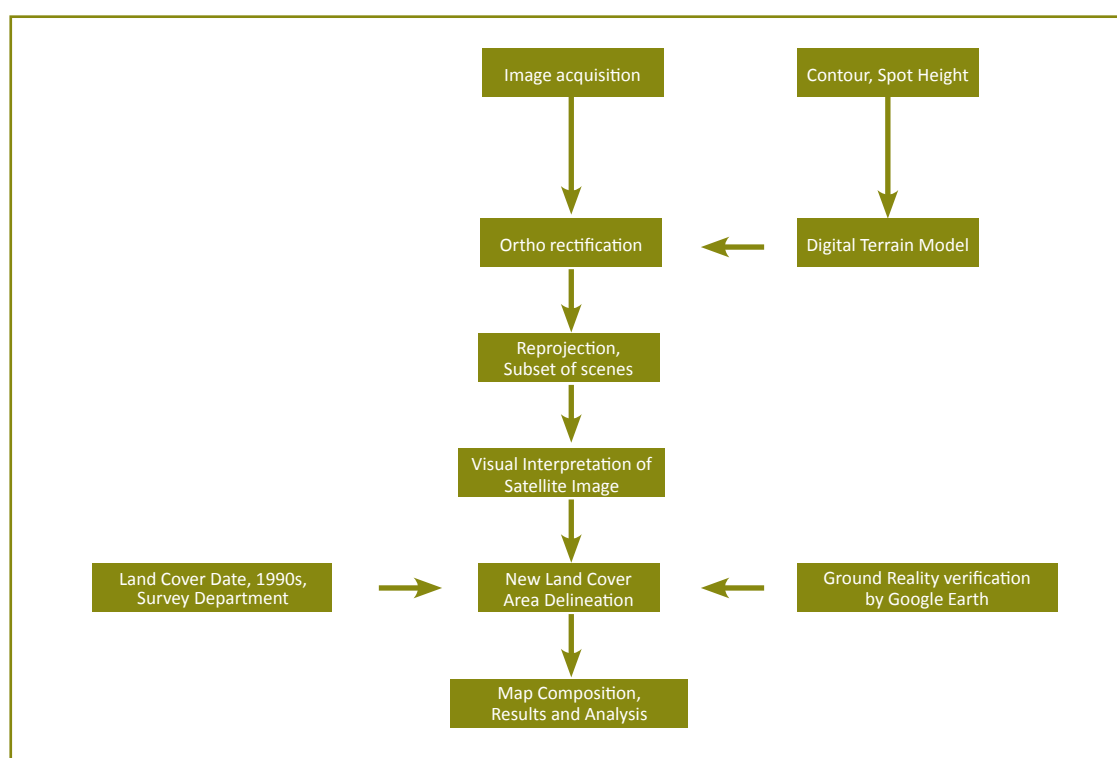 Image acquisition
Contour, Spot Height
Ortho rectification
Digital Terrain Model
Reprojection,
Subset of scenes
Visual Interpretation of
Satellite Image
Land Cover Date, 1990s,
Survey Department
New Land Cover
Area Delineation
Ground Reality verification
by Google Earth
Map Composition,
Results and Analysis